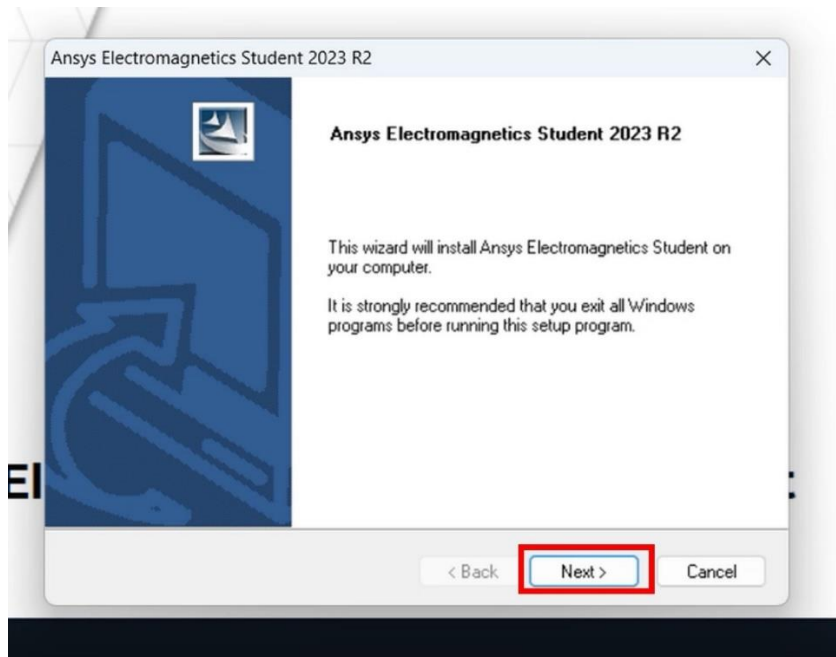 Ansys Electromagnetics Student 2023 R2
Ansys Electromagnetics Student 2023 R2
This wizard will install Ansys Electromagnetics Student on
your computer.
It is strongly recommended that you exit all Windows
programs before running this setup program.
El
< Back
Next >
Cancel